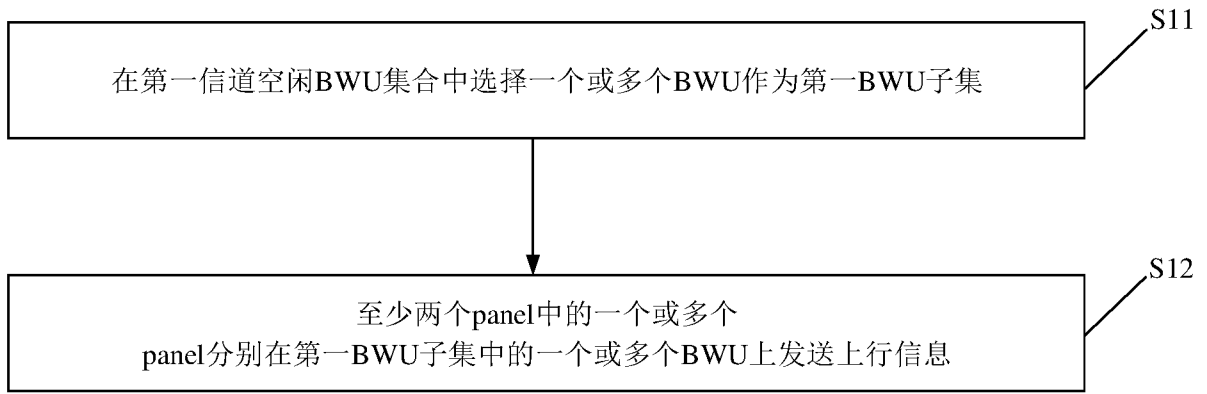 S11
在第一信道空闲BWU集合中选择一个或多个BWU作为第一BWU子集
S12
至少两个panel中的一个或多个
panel分别在第一BWU子集中的一个或多个BWU上发送上行信息